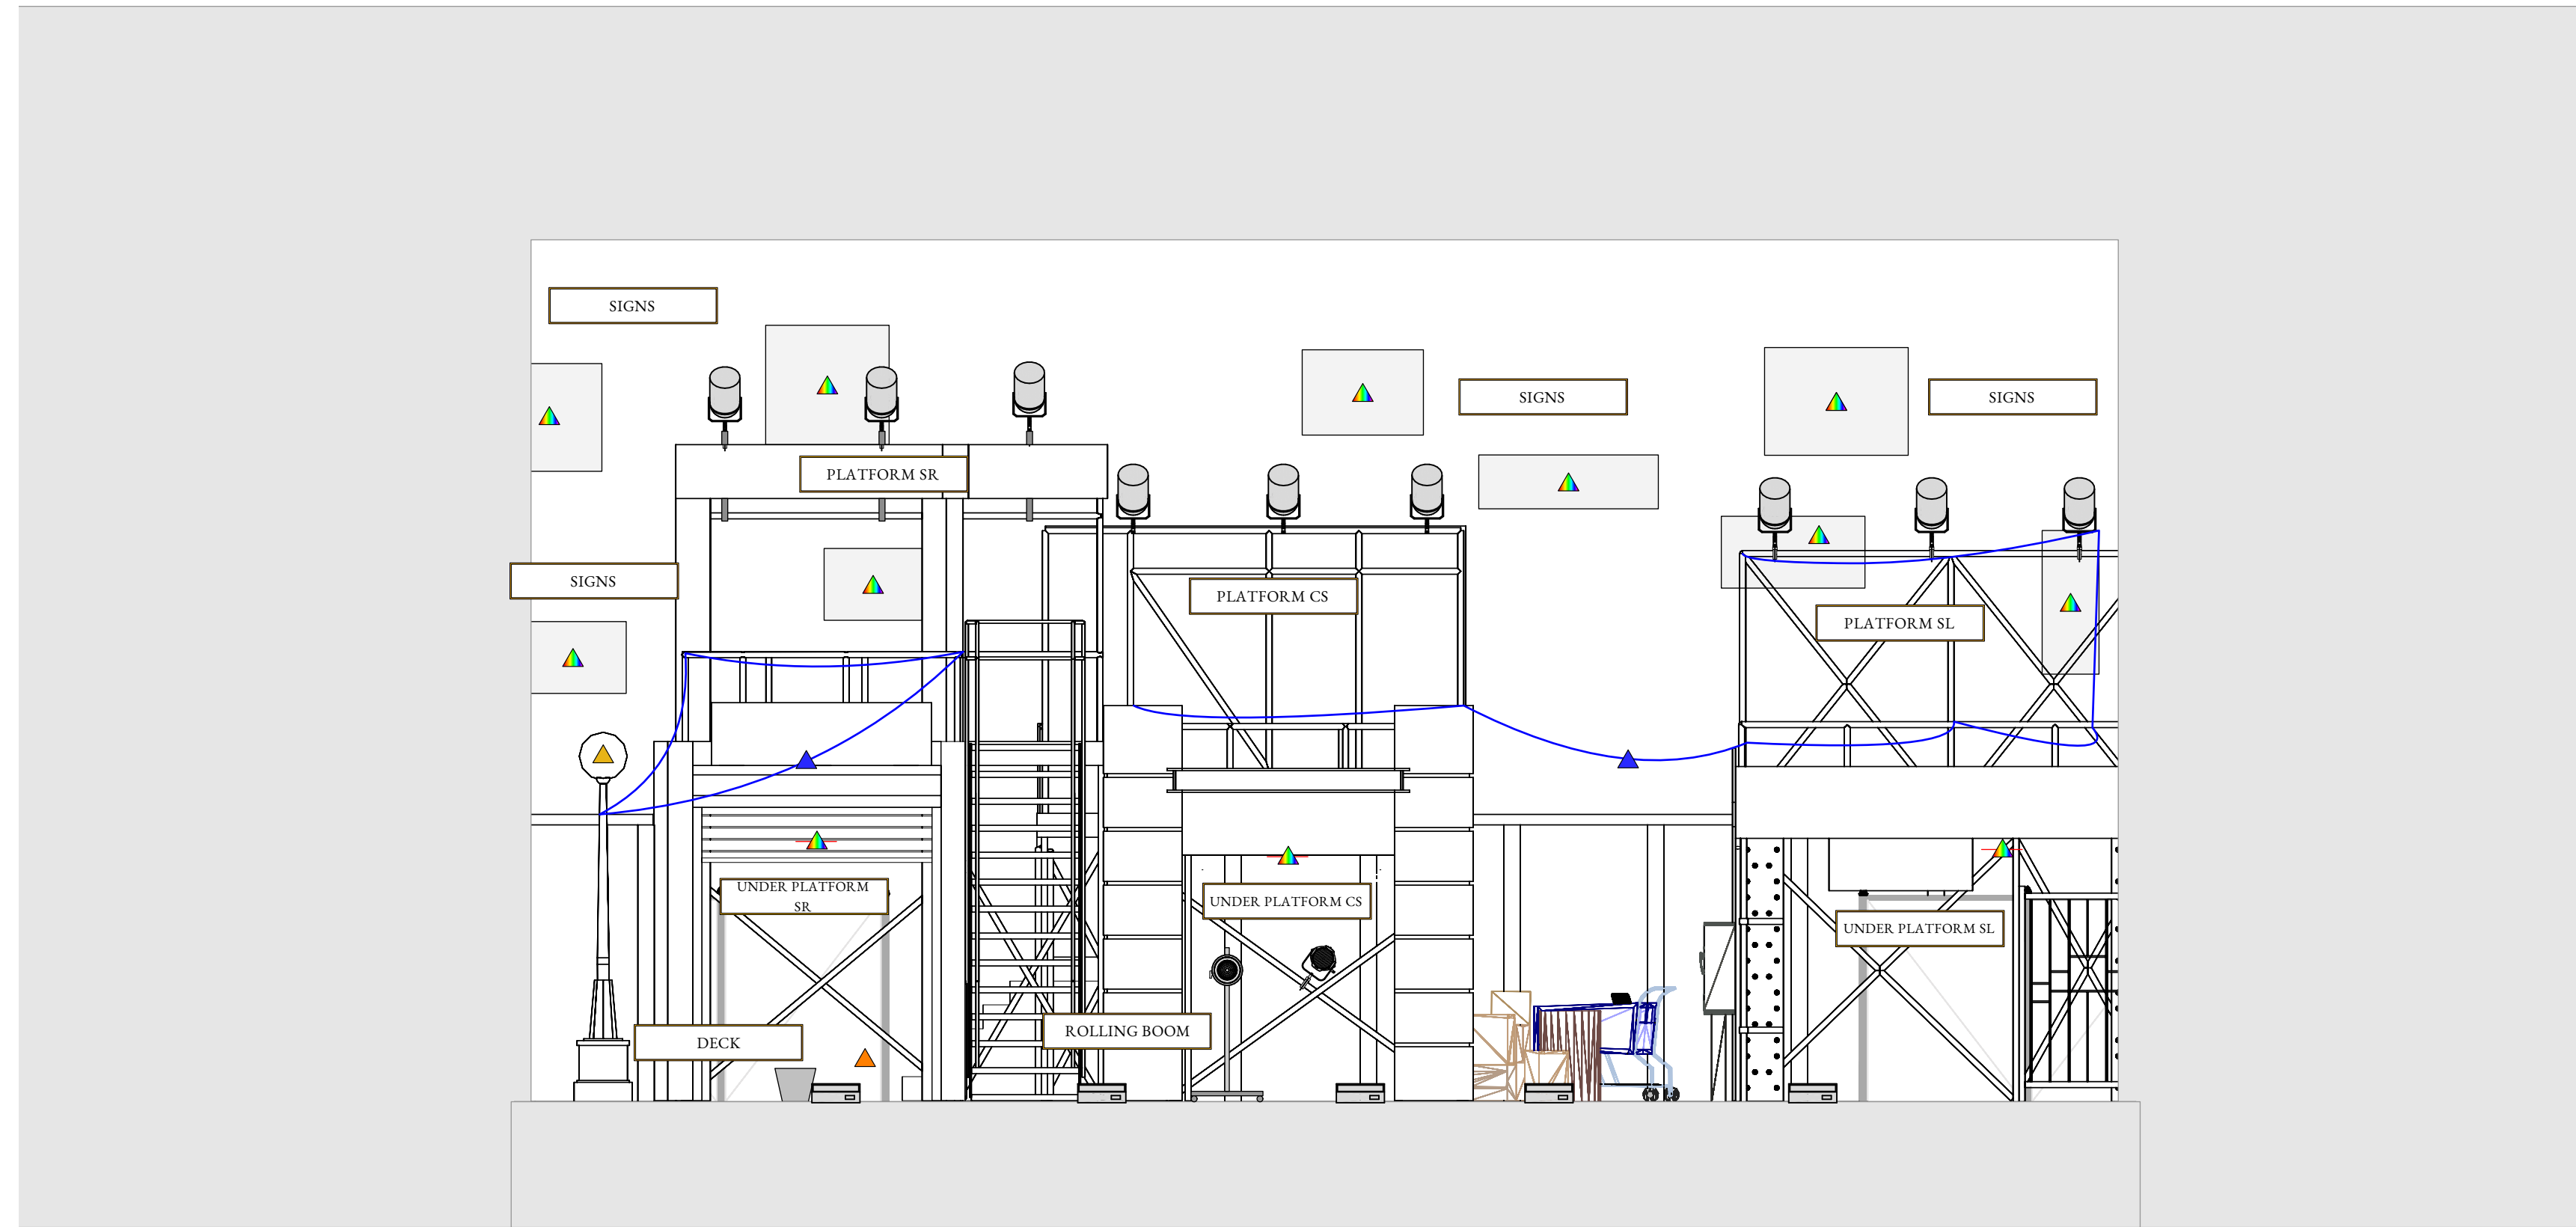 SIGNS
SIGNS
SIGNS
PLATFORM SR
SIGNS
PLATFORM CS
PLATFORM SL
UNDER PLATFORM
SR
UNDER PLATFORM CS
UNDER PLATFORM SL
ROLLING BOOM
DECK